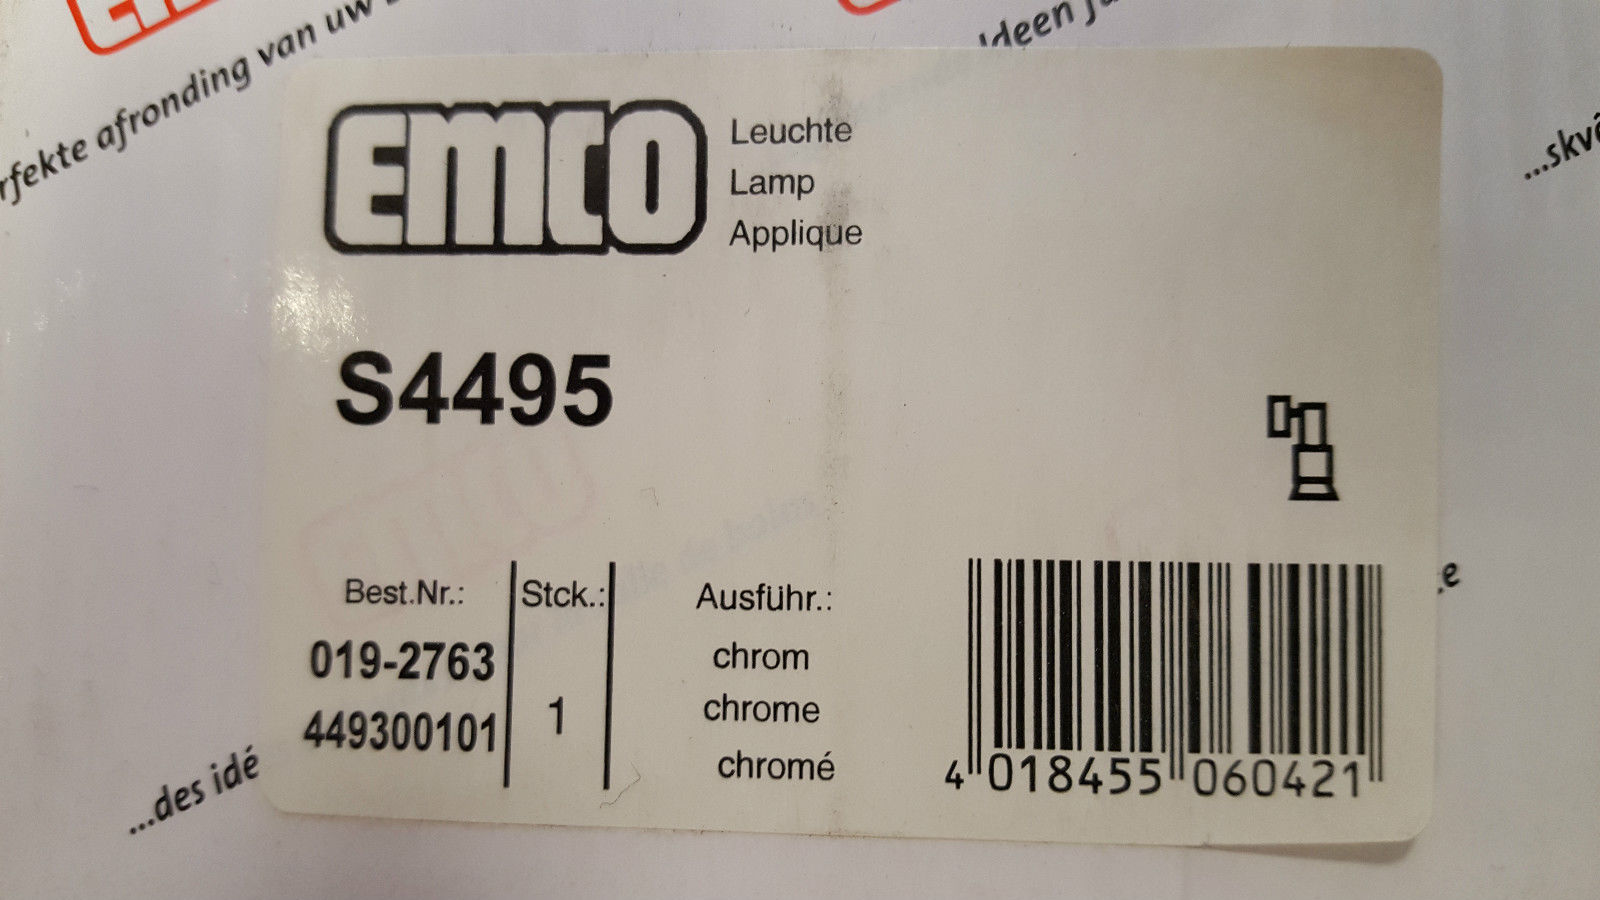 rfekte afronding van uw
Ideen
...skvê
EMCO
Leuchte
Lamp
Applique
S4495
Best.Nr.:
Stck.:
Ausführ.:
019-2763
449300101
1
chrom
chrome
chromé
4 018455 060421
...des idé
e